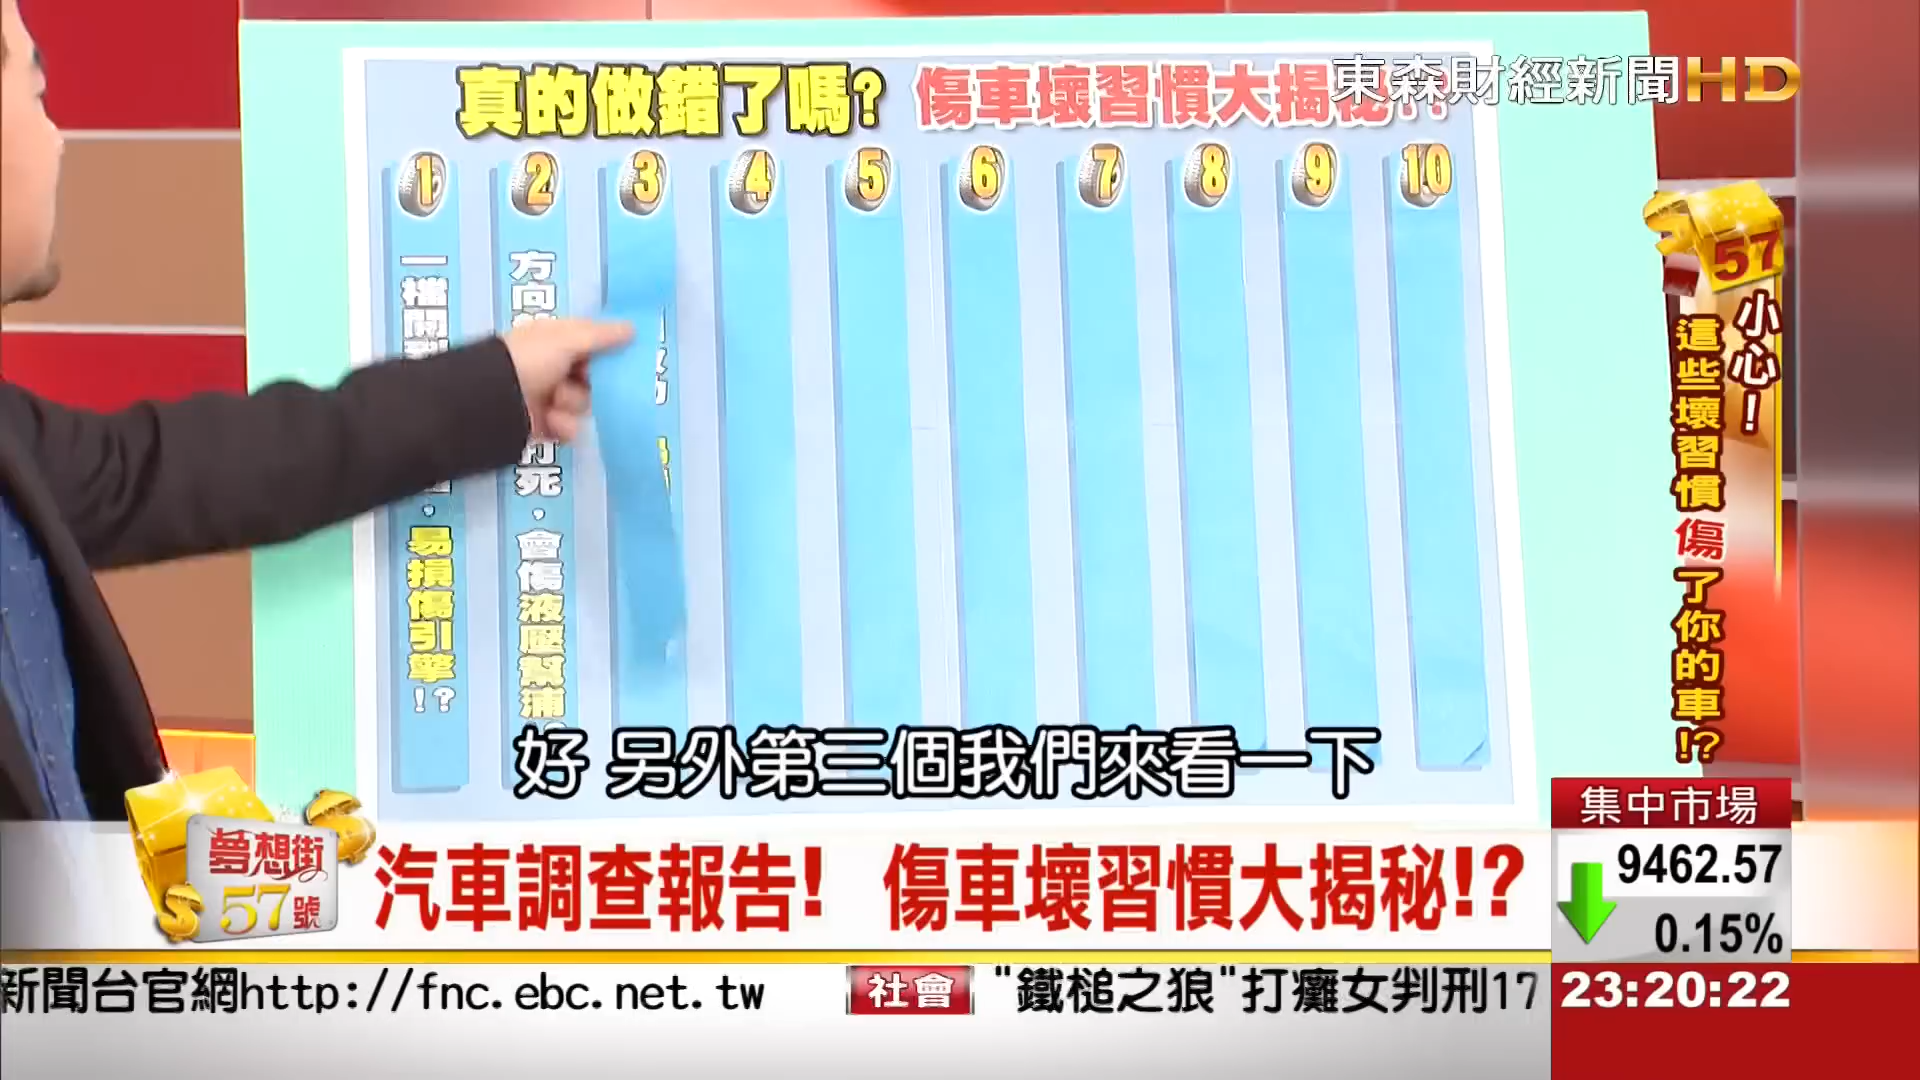 真的做錯了嗎? 傷車壞習慣大揭秘!?
東森財經新聞HD
1 2 3 4 5 6 7 8 9 10
一檔開到
,易損傷引擎!?
方向
打死,會傷液壓幫浦
57
小心!
這些壞習慣傷了你的車!?
好 另外第三個我們來看一下
夢想街
57號
汽車調查報告! 傷車壞習慣大揭秘!?
集中市場
9462.57
0.15%
新聞台官網http://fnc.ebc.net.tw
社會
"鐵槌之狼"打癱女判刑17
23:20:22